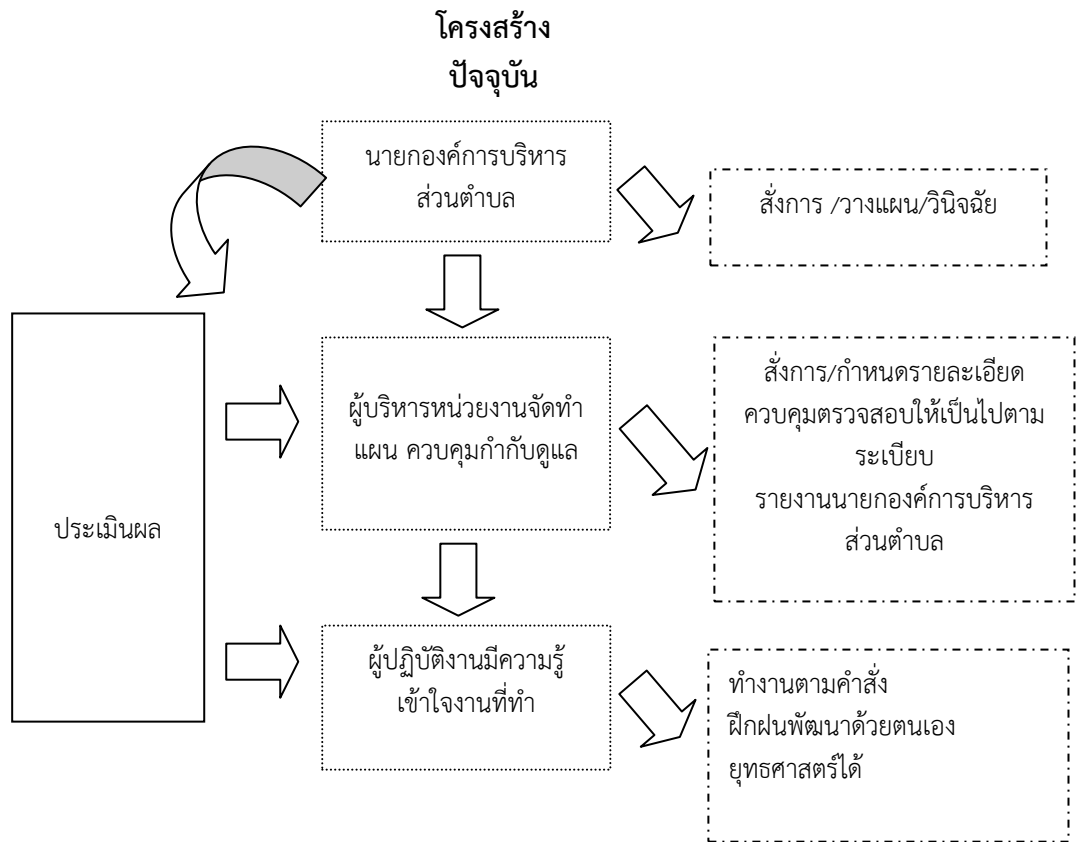 โครงสร้าง
ปัจจุบัน
นายกองค์การบริหาร
ส่วนตำบล
สั่งการ /วางแผน/วินิจฉัย
ประเมินผล
ผู้บริหารหน่วยงานจัดทำ
แผน ควบคุมกำกับดูแล
สั่งการ/กำหนดรายละเอียด
ควบคุมตรวจสอบให้เป็นไปตาม
ระเบียบ
รายงานนายกองค์การบริหาร
ส่วนตำบล
ผู้ปฏิบัติงานมีความรู้
เข้าใจงานที่ทำ
ทำงานตามคำสั่ง
ฝึกฝนพัฒนาด้วยตนเอง
ยุทธศาสตร์ได้